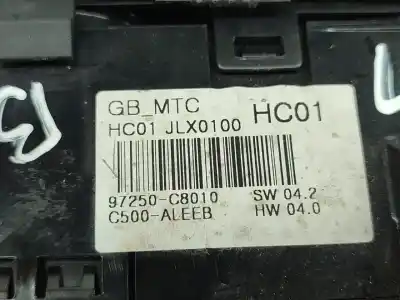 GB_MTC
HC01 JLX0100 HC01
97250-C8010 SW 04.2
C500-ALEEB HW 04.0